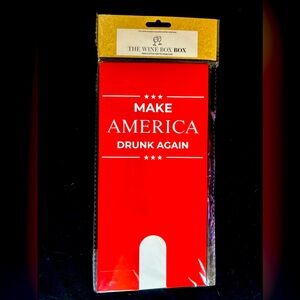 THE WINE BOX BOX
★★★
MAKE
AMERICA
DRUNK AGAIN
★★★